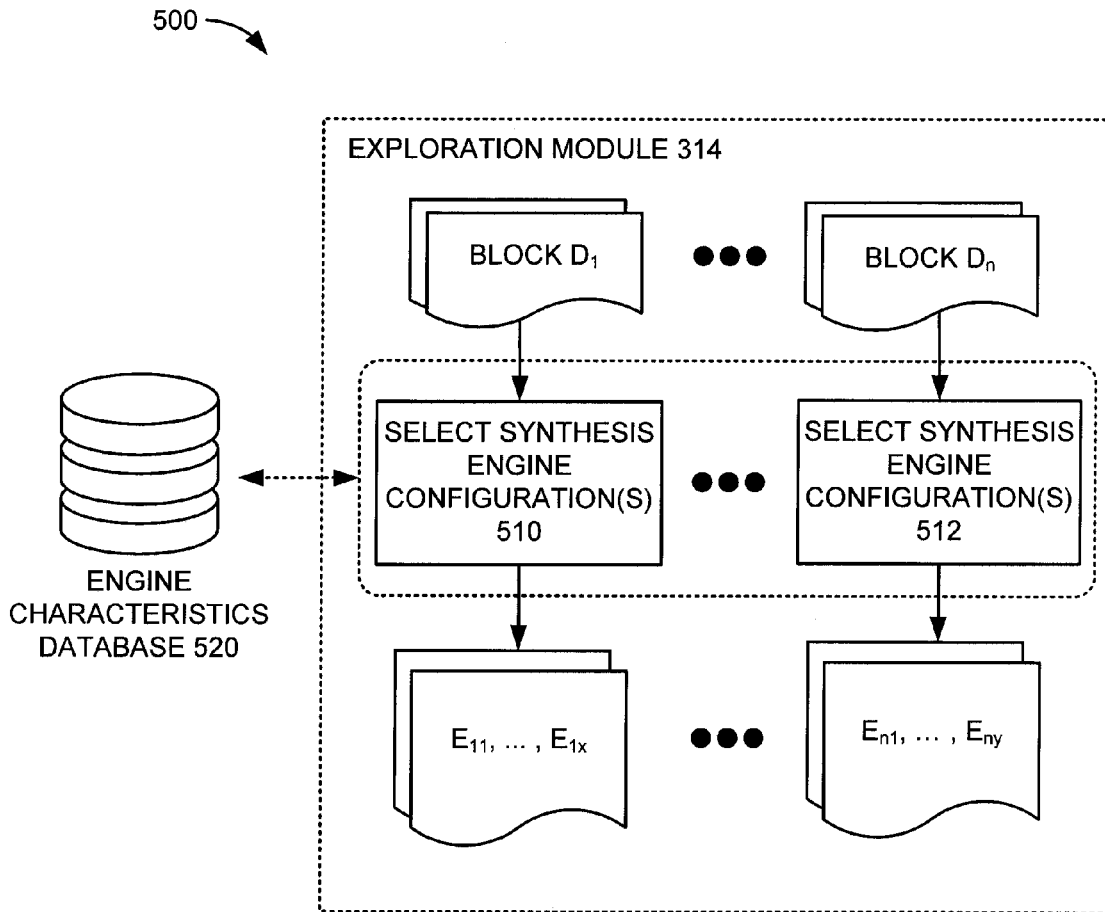 500
EXPLORATION MODULE 314
BLOCK D₁
BLOCK Dₙ
SELECT SYNTHESIS
ENGINE
CONFIGURATION(S)
510
SELECT SYNTHESIS
ENGINE
CONFIGURATION(S)
512
ENGINE
CHARACTERISTICS
DATABASE 520
E₁₁, ... , E₁ₓ
Eₙ₁, ... , Eₙy